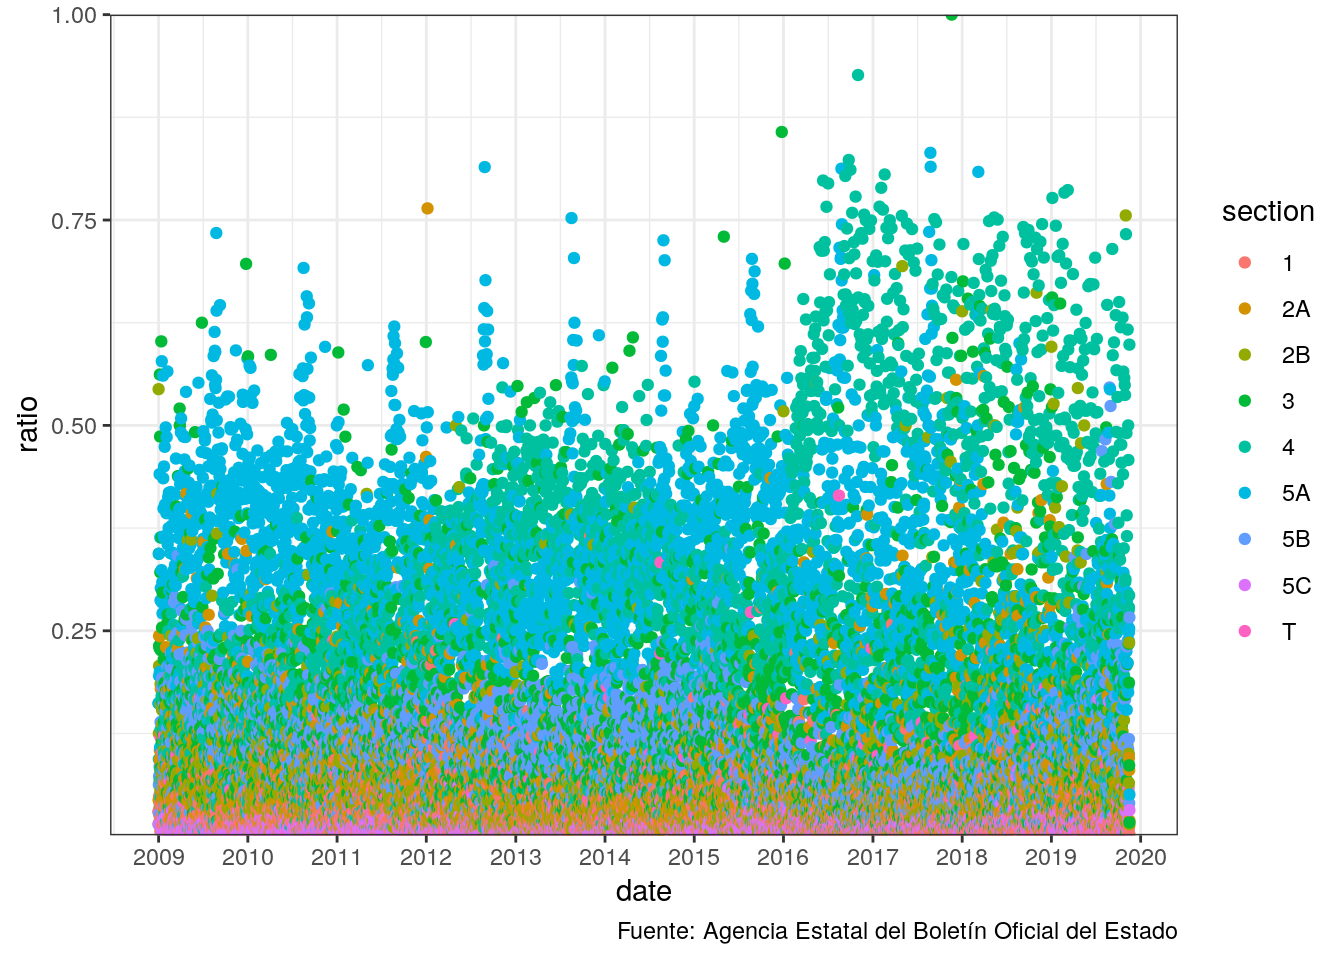 1.00
0.75
0.50
0.25
ratio
2009 2010 2011 2012 2013 2014 2015 2016 2017 2018 2019 2020
date
Fuente: Agencia Estatal del Boletín Oficial del Estado
section
1
2A
2B
3
4
5A
5B
5C
T